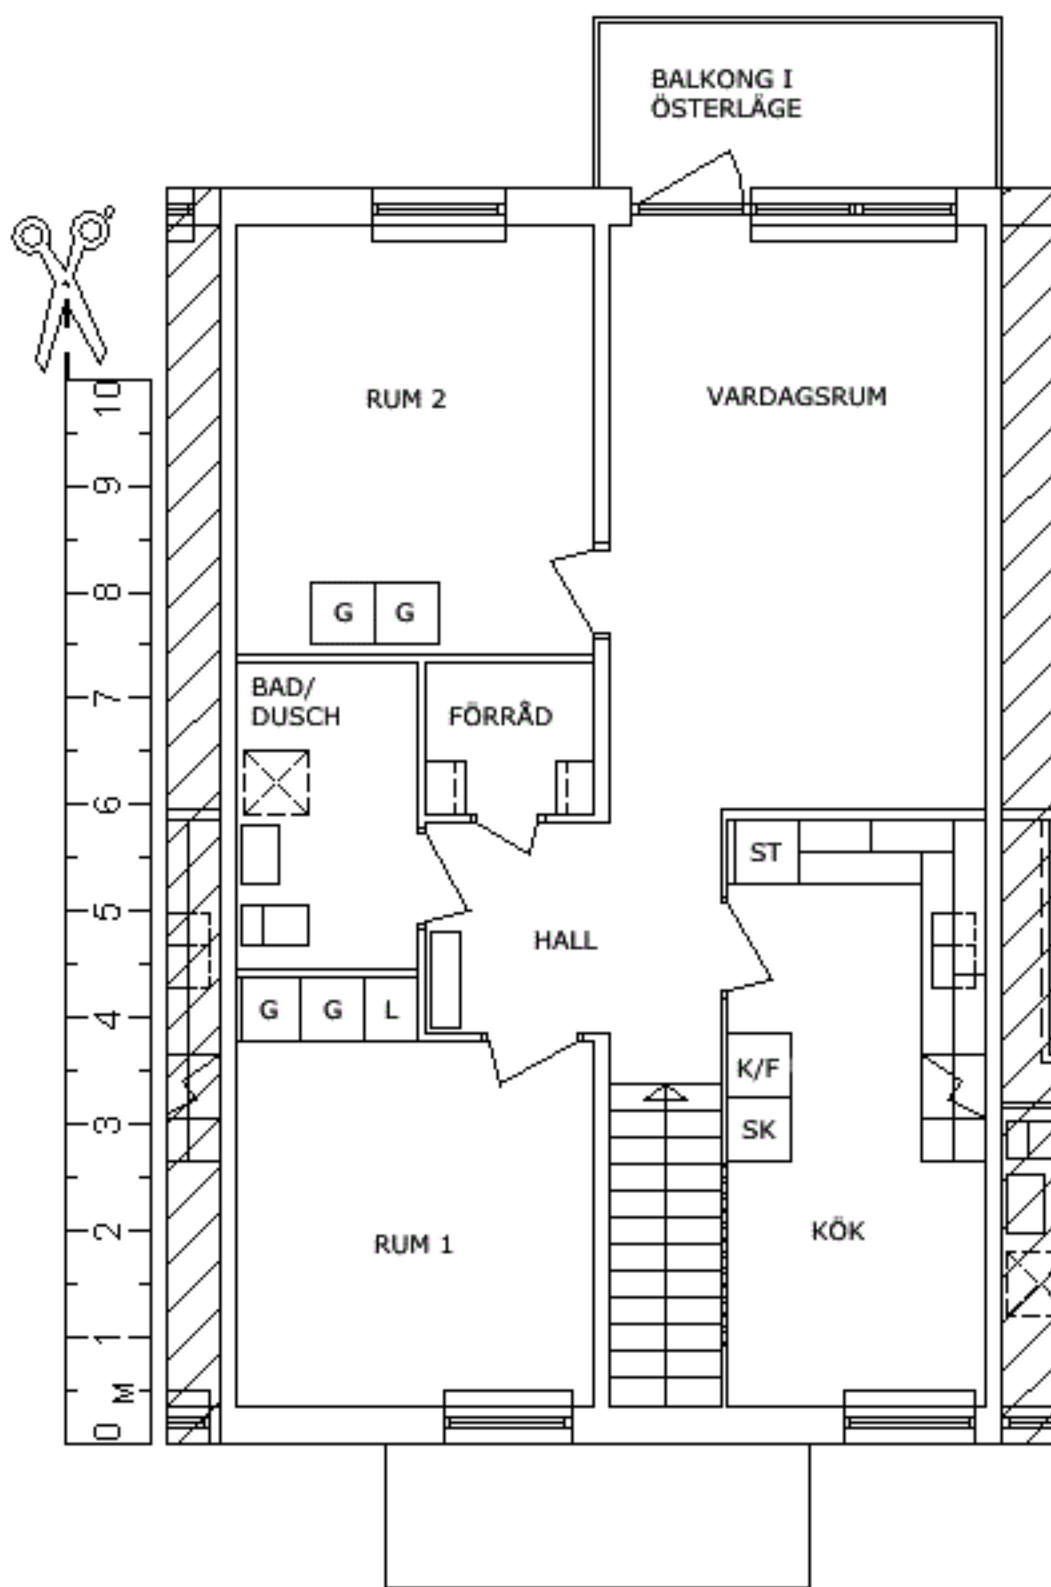 BALKONG I
ÖSTERLÄGE
RUM 2
VARDAGSRUM
G G
BAD/
DUSCH
FÖRRÅD
ST
HALL
G G L
K/F
SK
RUM 1
KÖK
10
9
8
7
6
5
4
3
2
1
M
0